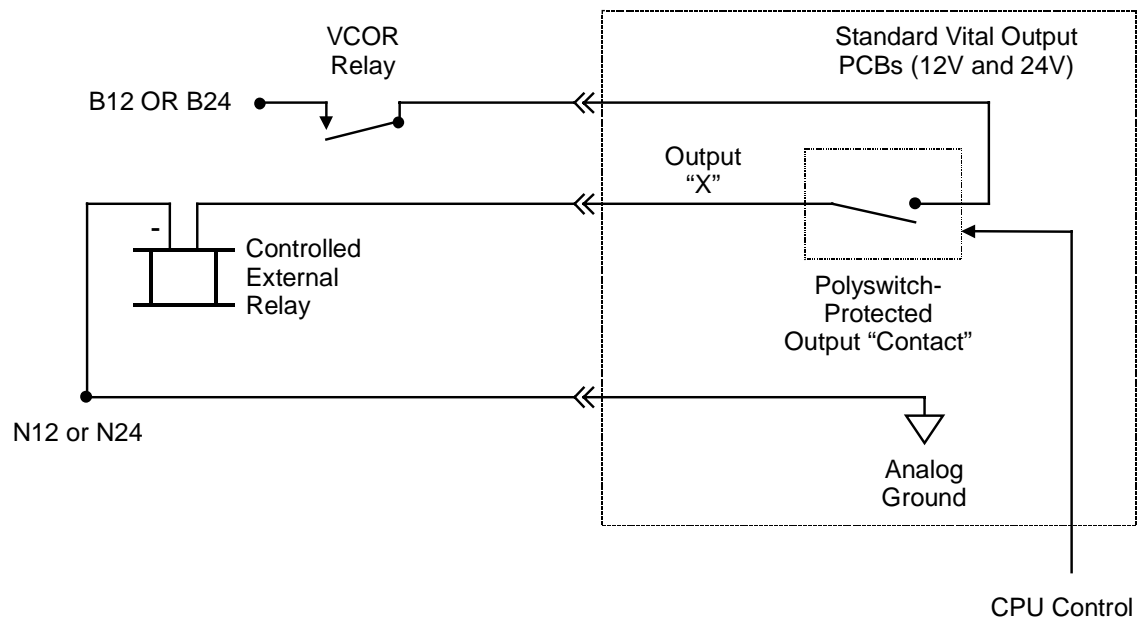 VCOR
Relay
Standard Vital Output
PCBs (12V and 24V)
B12 OR B24
Output
“X”
-
Controlled
External
Relay
Polyswitch-
Protected
Output “Contact”
N12 or N24
Analog
Ground
CPU Control